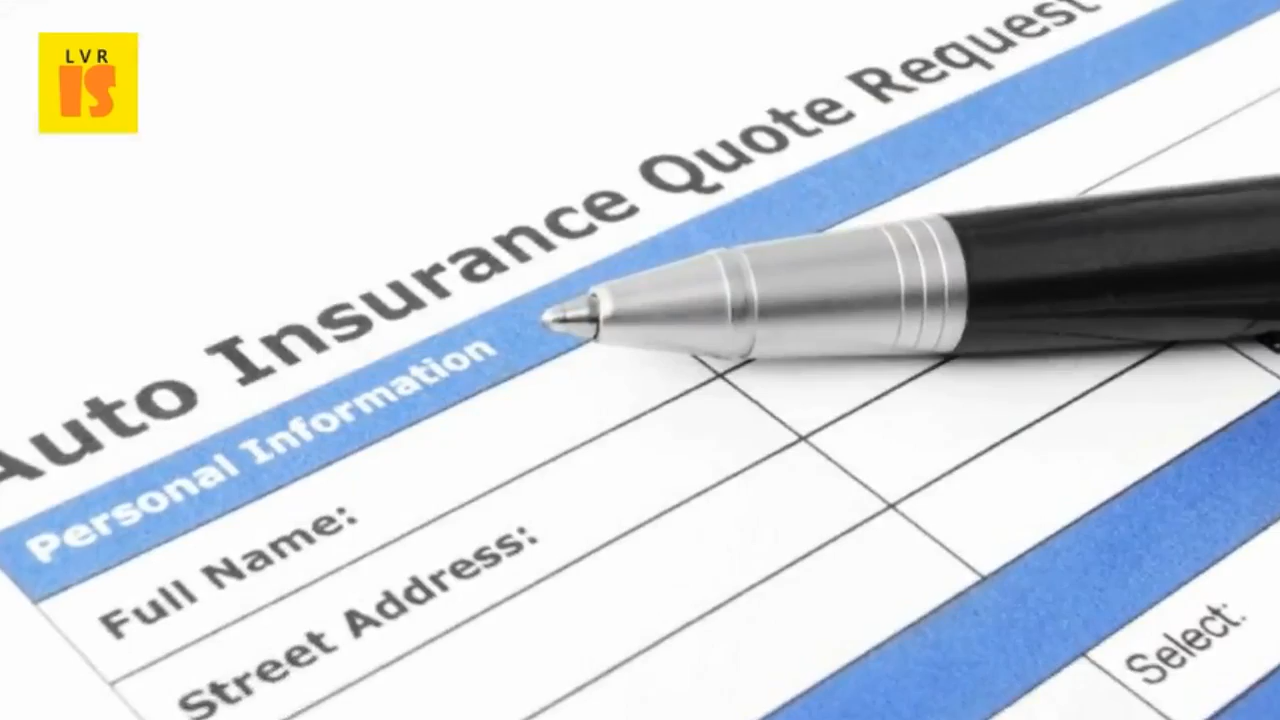 LVR
IS
Auto Insurance Quote Request
Personal Information
Full Name:
Street Address:
Select: